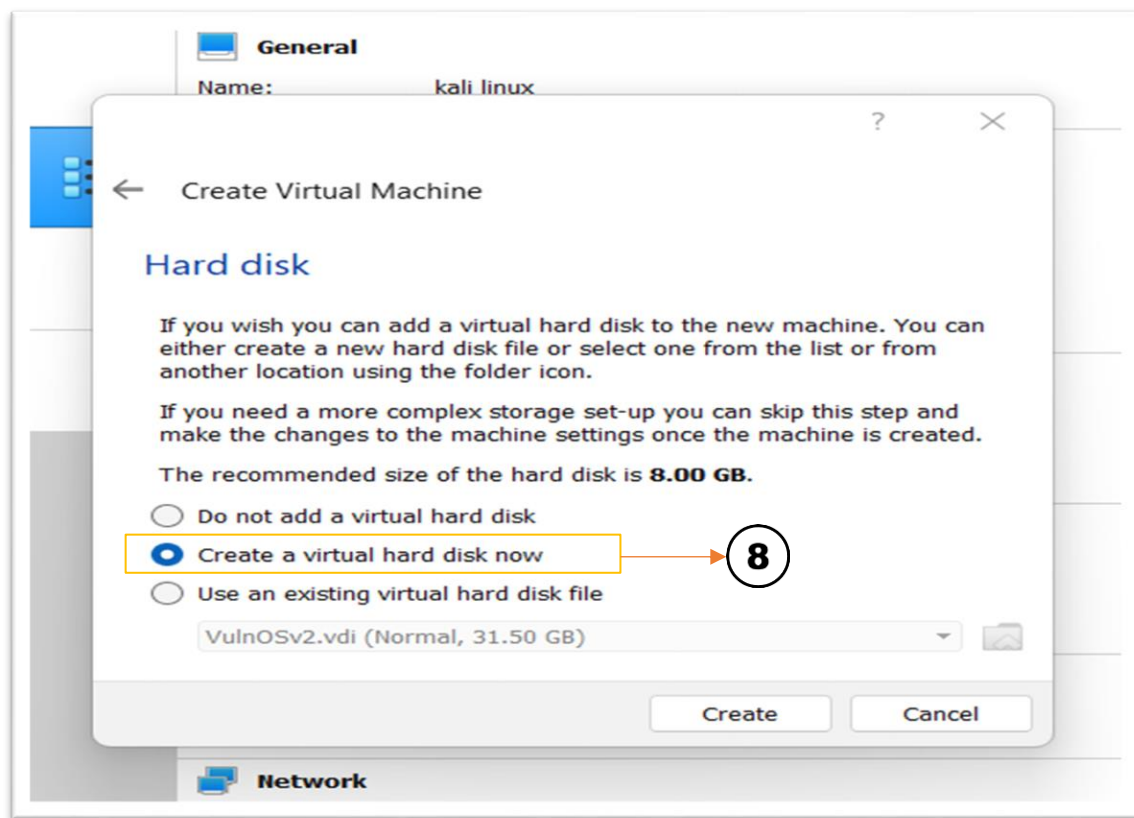 General
Name: kali linux
?
Create Virtual Machine
Hard disk
If you wish you can add a virtual hard disk to the new machine. You can
either create a new hard disk file or select one from the list or from
another location using the folder icon.
If you need a more complex storage set-up you can skip this step and
make the changes to the machine settings once the machine is created.
The recommended size of the hard disk is 8.00 GB.
Do not add a virtual hard disk
Create a virtual hard disk now
8
Use an existing virtual hard disk file
VulnOSv2.vdi (Normal, 31.50 GB)
Create Cancel
Network